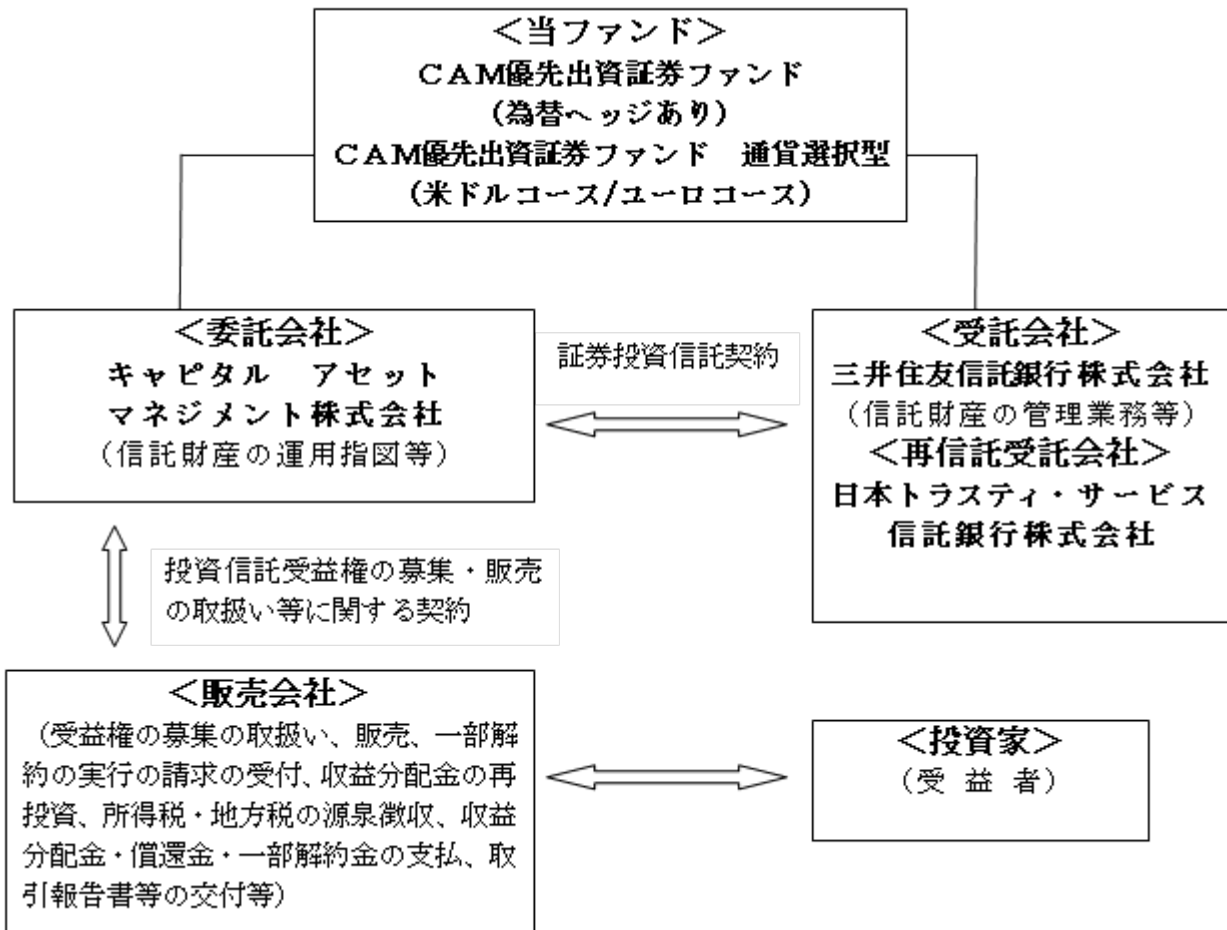 ＜当ファンド＞
ＣＡＭ優先出資証券ファンド
（為替ヘッジあり）
ＣＡＭ優先出資証券ファンド　通貨選択型
（米ドルコース/ユーロコース）
＜委託会社＞
キャピタル　アセット
マネジメント株式会社
（信託財産の運用指図等）
証券投資信託契約
＜受託会社＞
三井住友信託銀行株式会社
（信託財産の管理業務等）
＜再信託受託会社＞
日本トラスティ・サービス
信託銀行株式会社
投資信託受益権の募集・販売
の取扱い等に関する契約
＜販売会社＞
（受益権の募集の取扱い、販売、一部解
約の実行の請求の受付、収益分配金の再
投資、所得税・地方税の源泉徴収、収益
分配金・償還金・一部解約金の支払、取
引報告書等の交付等）
＜投資家＞
（受 益 者）